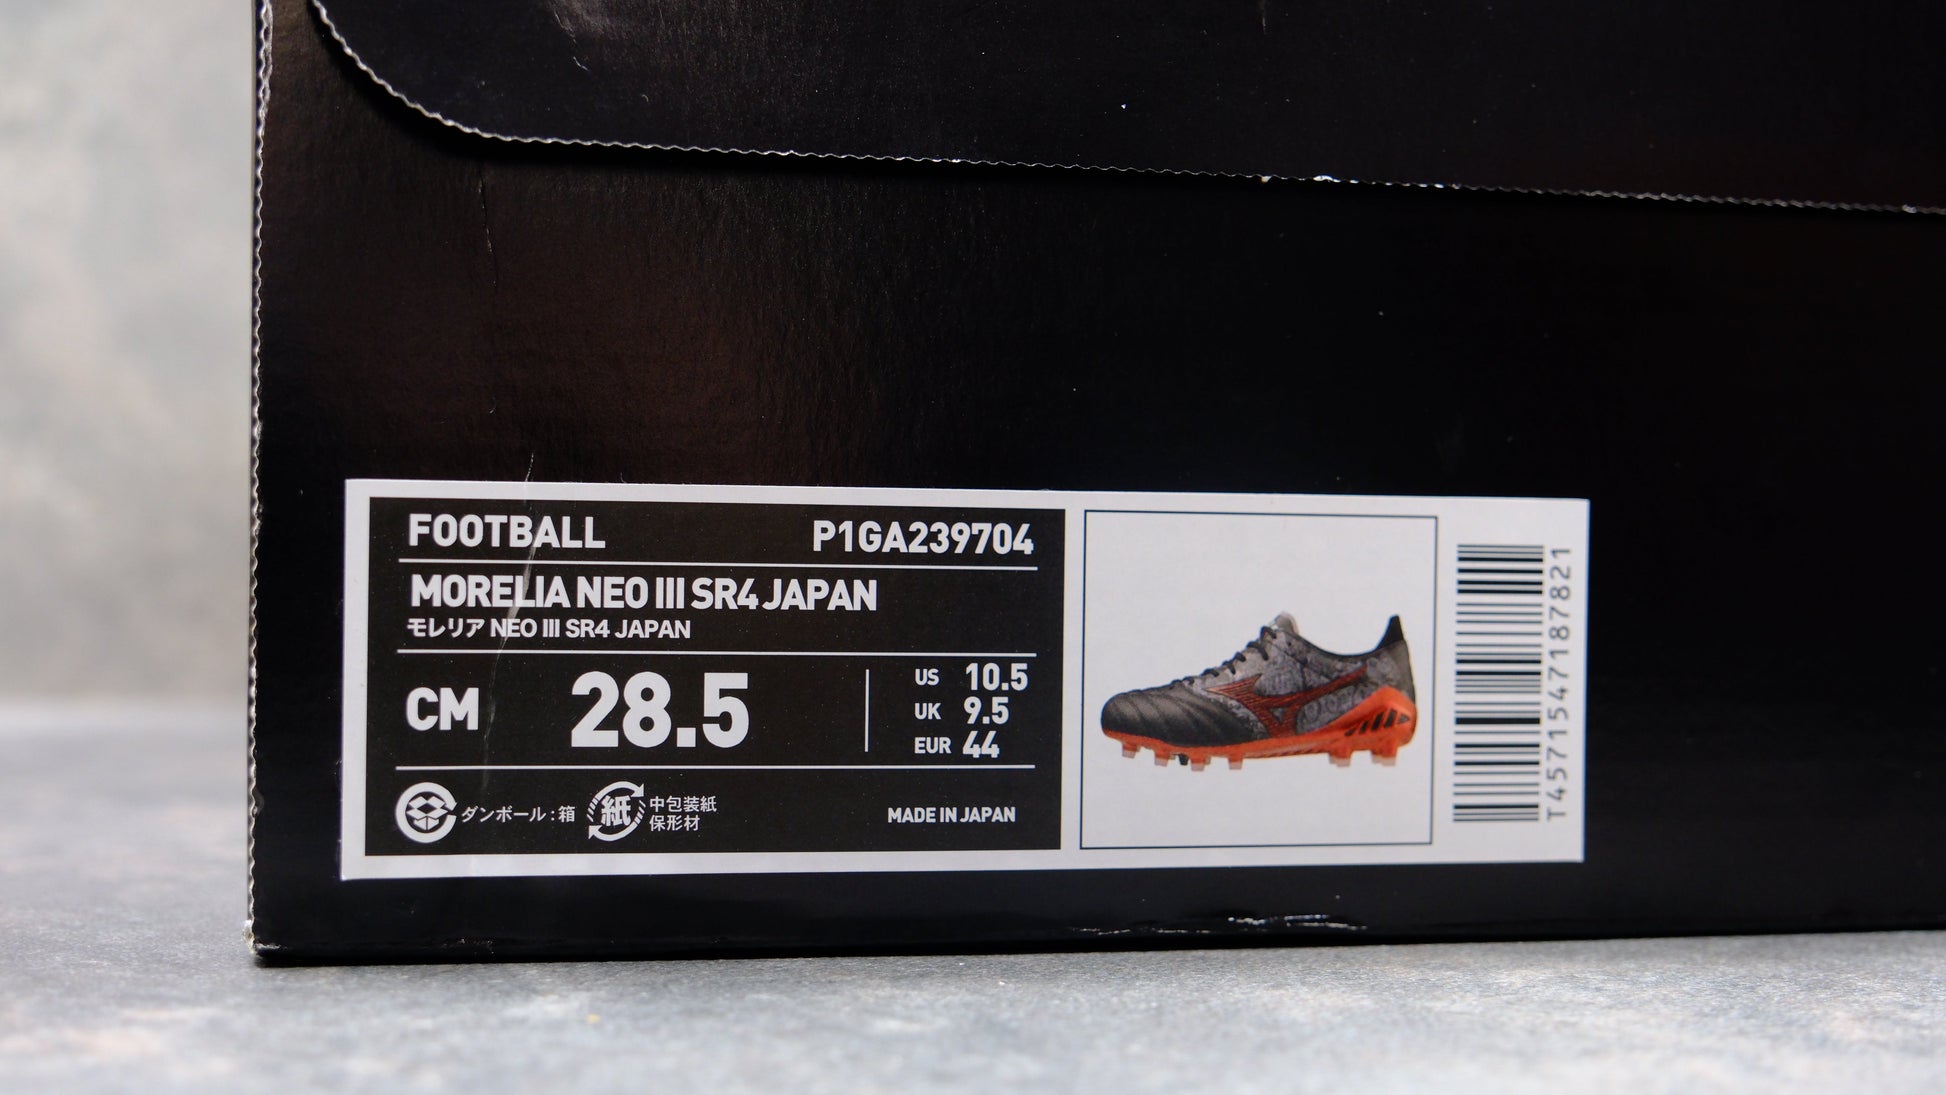 FOOTBALL P1GA239704
MORELIA NEO III SR4 JAPAN
モレリア NEO III SR4 JAPAN
CM 28.5
US 10.5
UK 9.5
EUR 44
ダンボール:箱
紙
中包装紙
保形材
MADE IN JAPAN
T4571547187821